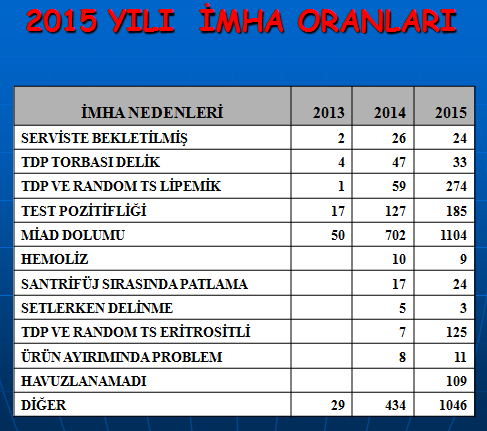 2015 YILI İMHA ORANLARI
İMHA NEDENLERİ 2013 2014 2015
SERVİSTE BEKLETİLMİŞ 2 26 24
TDP TORBASI DELİK 4 47 33
TDP VE RANDOM TS LİPEMİK 1 59 274
TEST POZİTİFLİĞİ 17 127 185
MİAD DOLUMU 50 702 1104
HEMOLİZ 10 9
SANTRİFÜJ SIRASINDA PATLAMA 17 24
SETLERKEN DELİNME 5 3
TDP VE RANDOM TS ERİTROSİTLİ 7 125
ÜRÜN AYIRIMINDA PROBLEM 8 11
HAVUZLANAMADI 109
DİĞER 29 434 1046